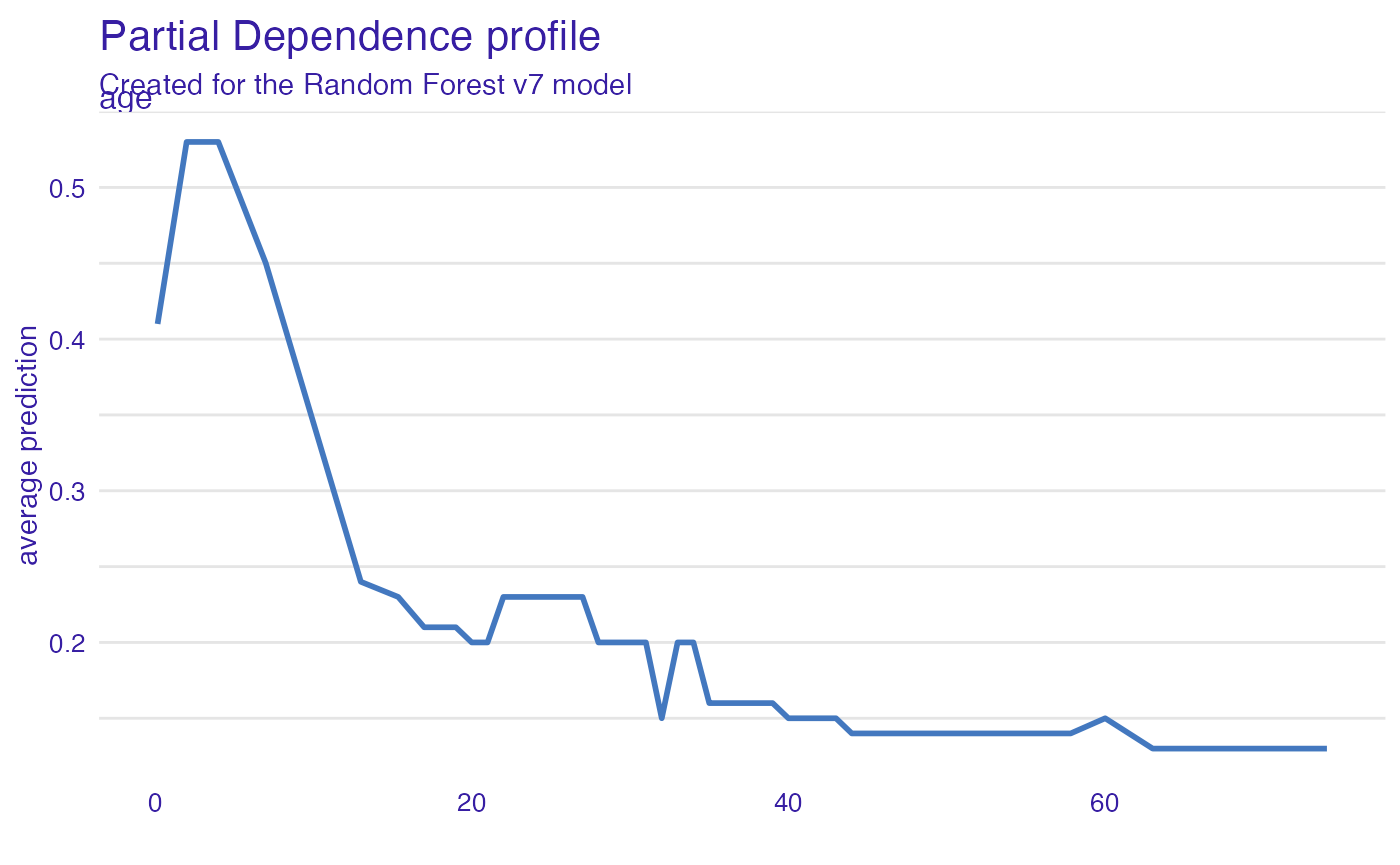 Partial Dependence profile
Created for the Random Forest v7 model
age
0.5
0.4
0.3
0.2
average prediction
0 20 40 60